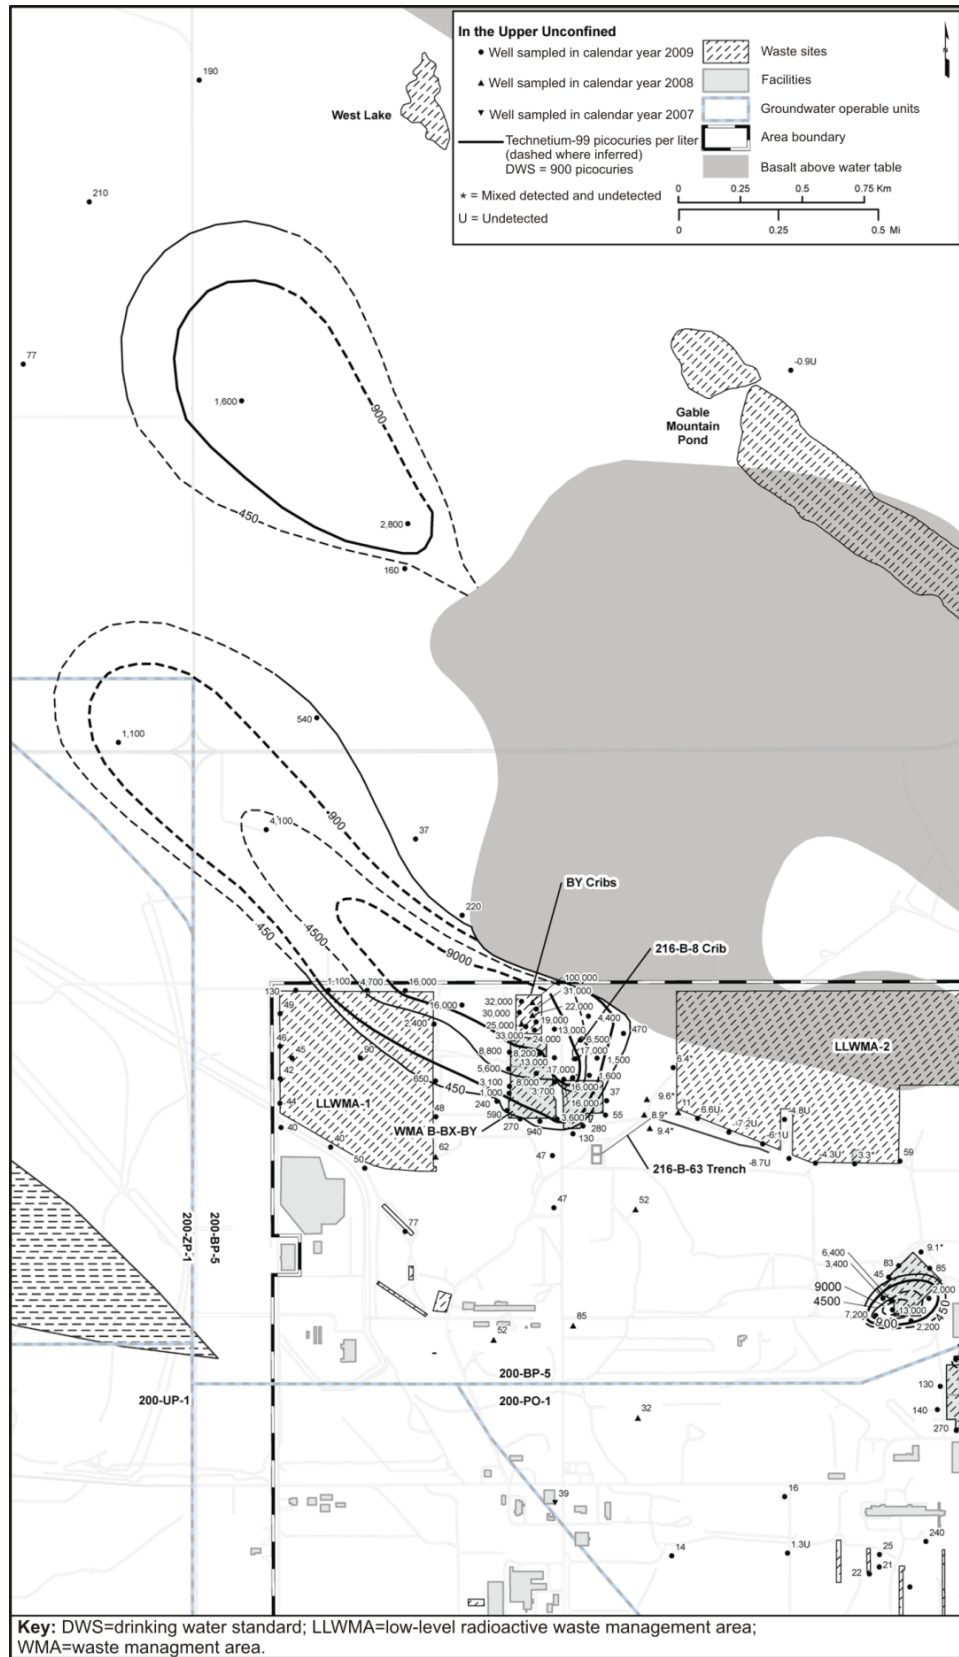 In the Upper Unconfined
Well sampled in calendar year 2009
Well sampled in calendar year 2008
Well sampled in calendar year 2007
Technetium-99 picocuries per liter
(dashed where inferred)
DWS = 900 picocuries
* = Mixed detected and undetected
U = Undetected
Waste sites
Facilities
Groundwater operable units
Area boundary
Basalt above water table
0 0.25 0.5 0.75 Km
0 0.25 0.5 Mi
190
West Lake
210
77
-0.9U
1,600
900
Gable
Mountain
Pond
450
2,800
160
540
1,100
4,100
900
37
BY Cribs
220
450
4500
9000
216-B-8 Crib
100,000
130
1,100
4,700
16,000
31,000
49
16,000
32,000
22,000
30,000
19,000
4,400
25,000
13,000
470
2,400
33,000
24,000
6,500
46
45
90
8,800
8,200
17,000
1,500
LLWMA-2
13,000
6.4*
42
650
5,600
17,000
1,600
450
3,100
8,000
16,000
1,000
3,700
37
9.6*
44
LLWMA-1
48
240
16,000
11
590
3,600
55
8.9*
6.6U
4.8U
40
WMA B-BX-BY
270
940
280
9.4*
-7.2U
-6.1U
40
62
130
50
47
216-B-63 Trench
-8.7U
-4.3U
3.3*
59
47
52
77
200-ZP-1
200-BP-5
9.1*
6,400
83
3,400
45
85
9000
2,000
4500
13,000
450
7,200
900
2,200
85
52
200-BP-5
200-UP-1
200-PO-1
130
32
140
270
39
16
14
1.3U
240
25
21
22
Key: DWS=drinking water standard; LLWMA=low-level radioactive waste management area;
WMA=waste managment area.